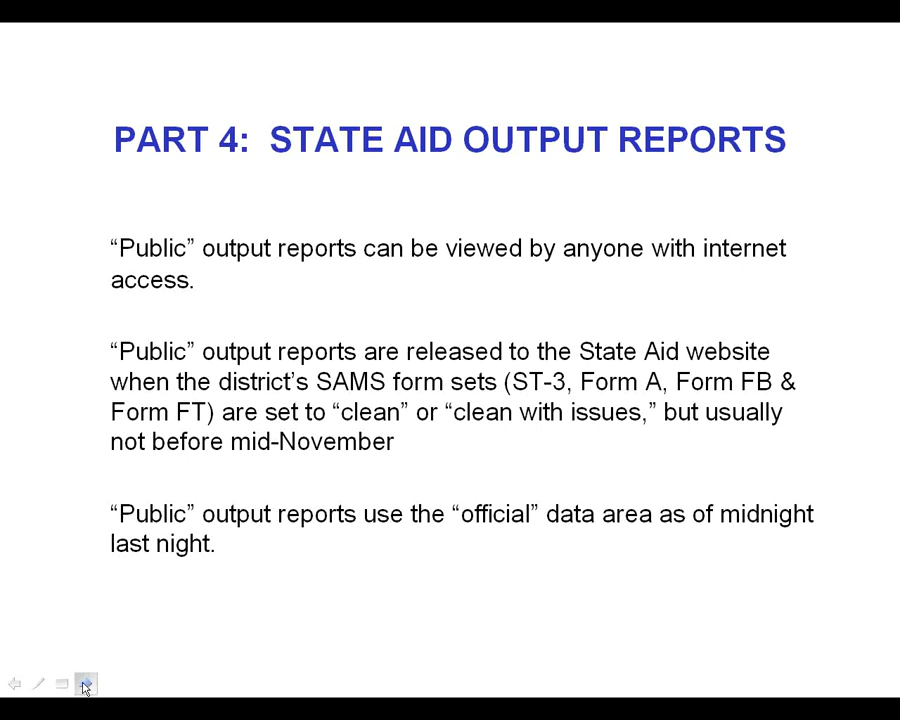 PART 4:  STATE AID OUTPUT REPORTS
“Public” output reports can be viewed by anyone with internet
access.
“Public” output reports are released to the State Aid website
when the district’s SAMS form sets (ST-3, Form A, Form FB &
Form FT) are set to “clean” or “clean with issues,” but usually
not before mid-November
“Public” output reports use the “official” data area as of midnight
last night.